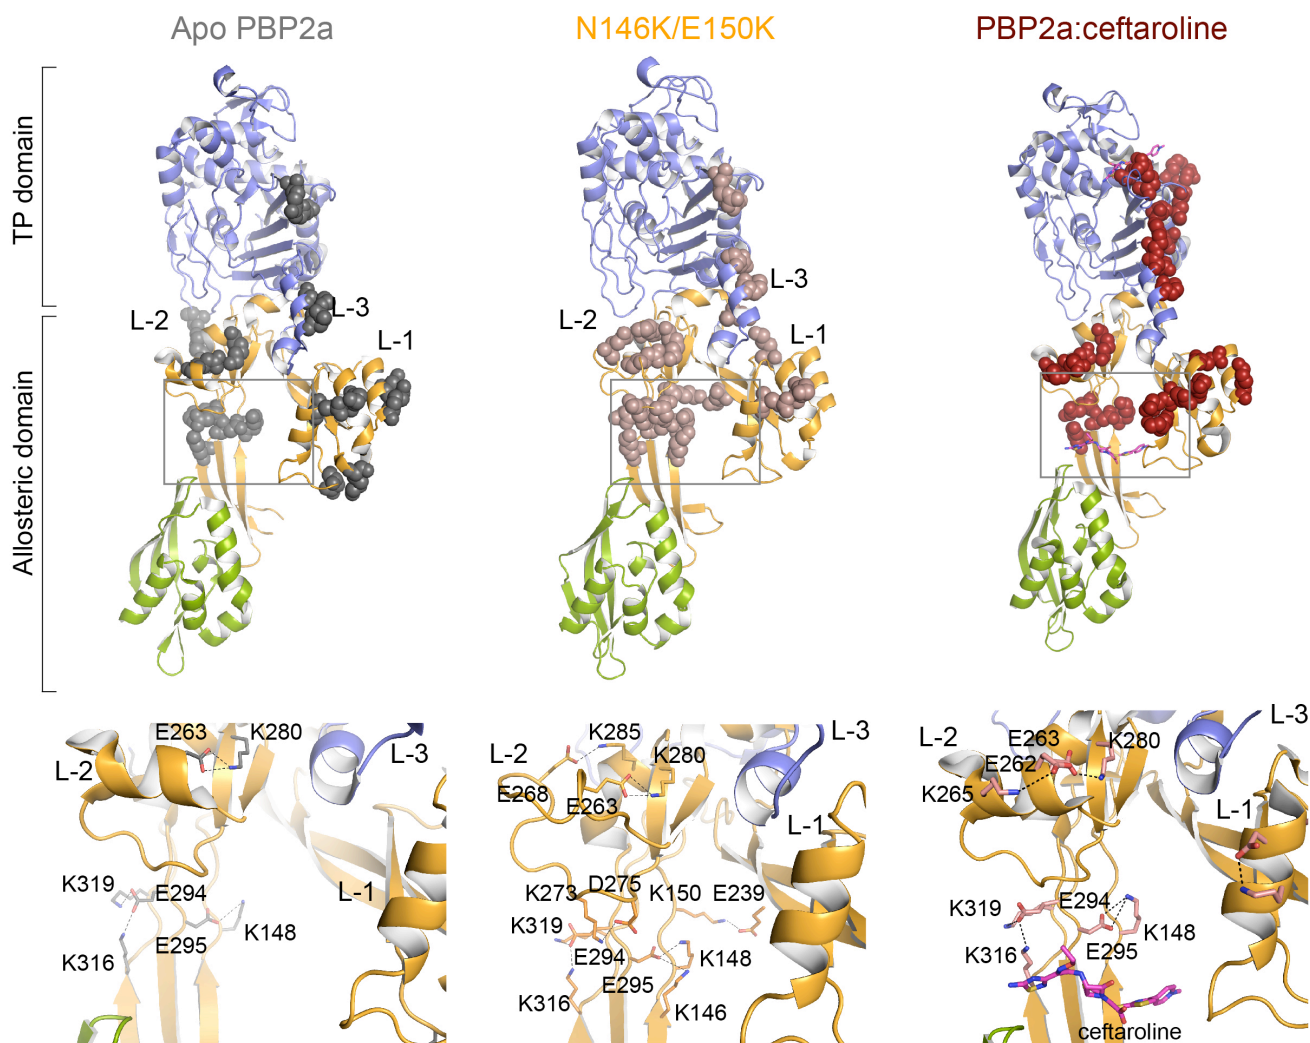 Apo PBP2a
N146K/E150K
PBP2a:ceftaroline
TP domain
Allosteric domain
L-2
L-3
L-1
L-2
L-3
L-1
E263
K280
L-3
L-2
K319
E294
L-1
E295
K148
K316
K285
L-2
K280
E268
E263
L-1
K273
D275
K150
E239
K319
E294
K148
E295
K316
K146
L-3
L-2
E263
K280
E262
K265
L-1
E294
K319
K148
E295
K316
ceftaroline